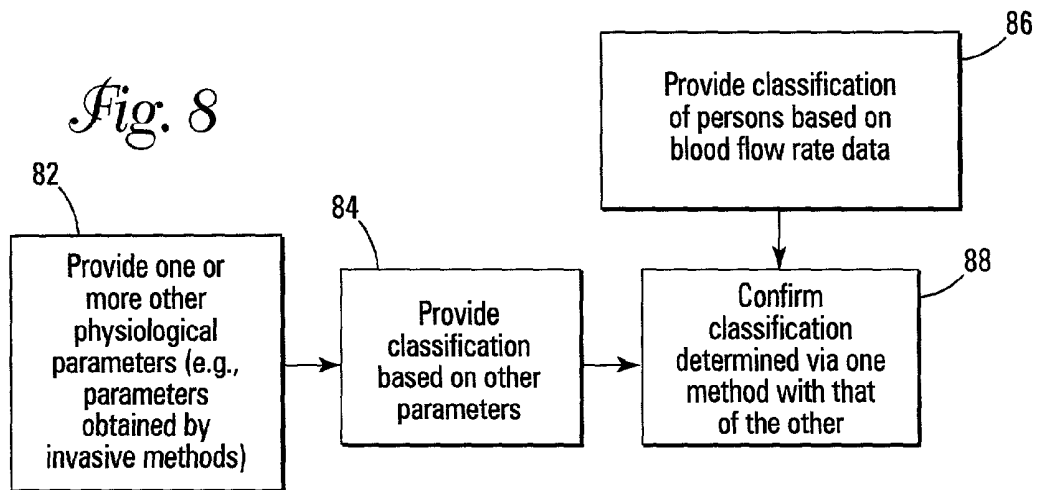 Fig. 8
86
Provide classification
of persons based on
blood flow rate data
82
Provide one or
more other
physiological
parameters (e.g.,
parameters
obtained by
invasive methods)
84
Provide
classification
based on other
parameters
88
Confirm
classification
determined via one
method with that
of the other